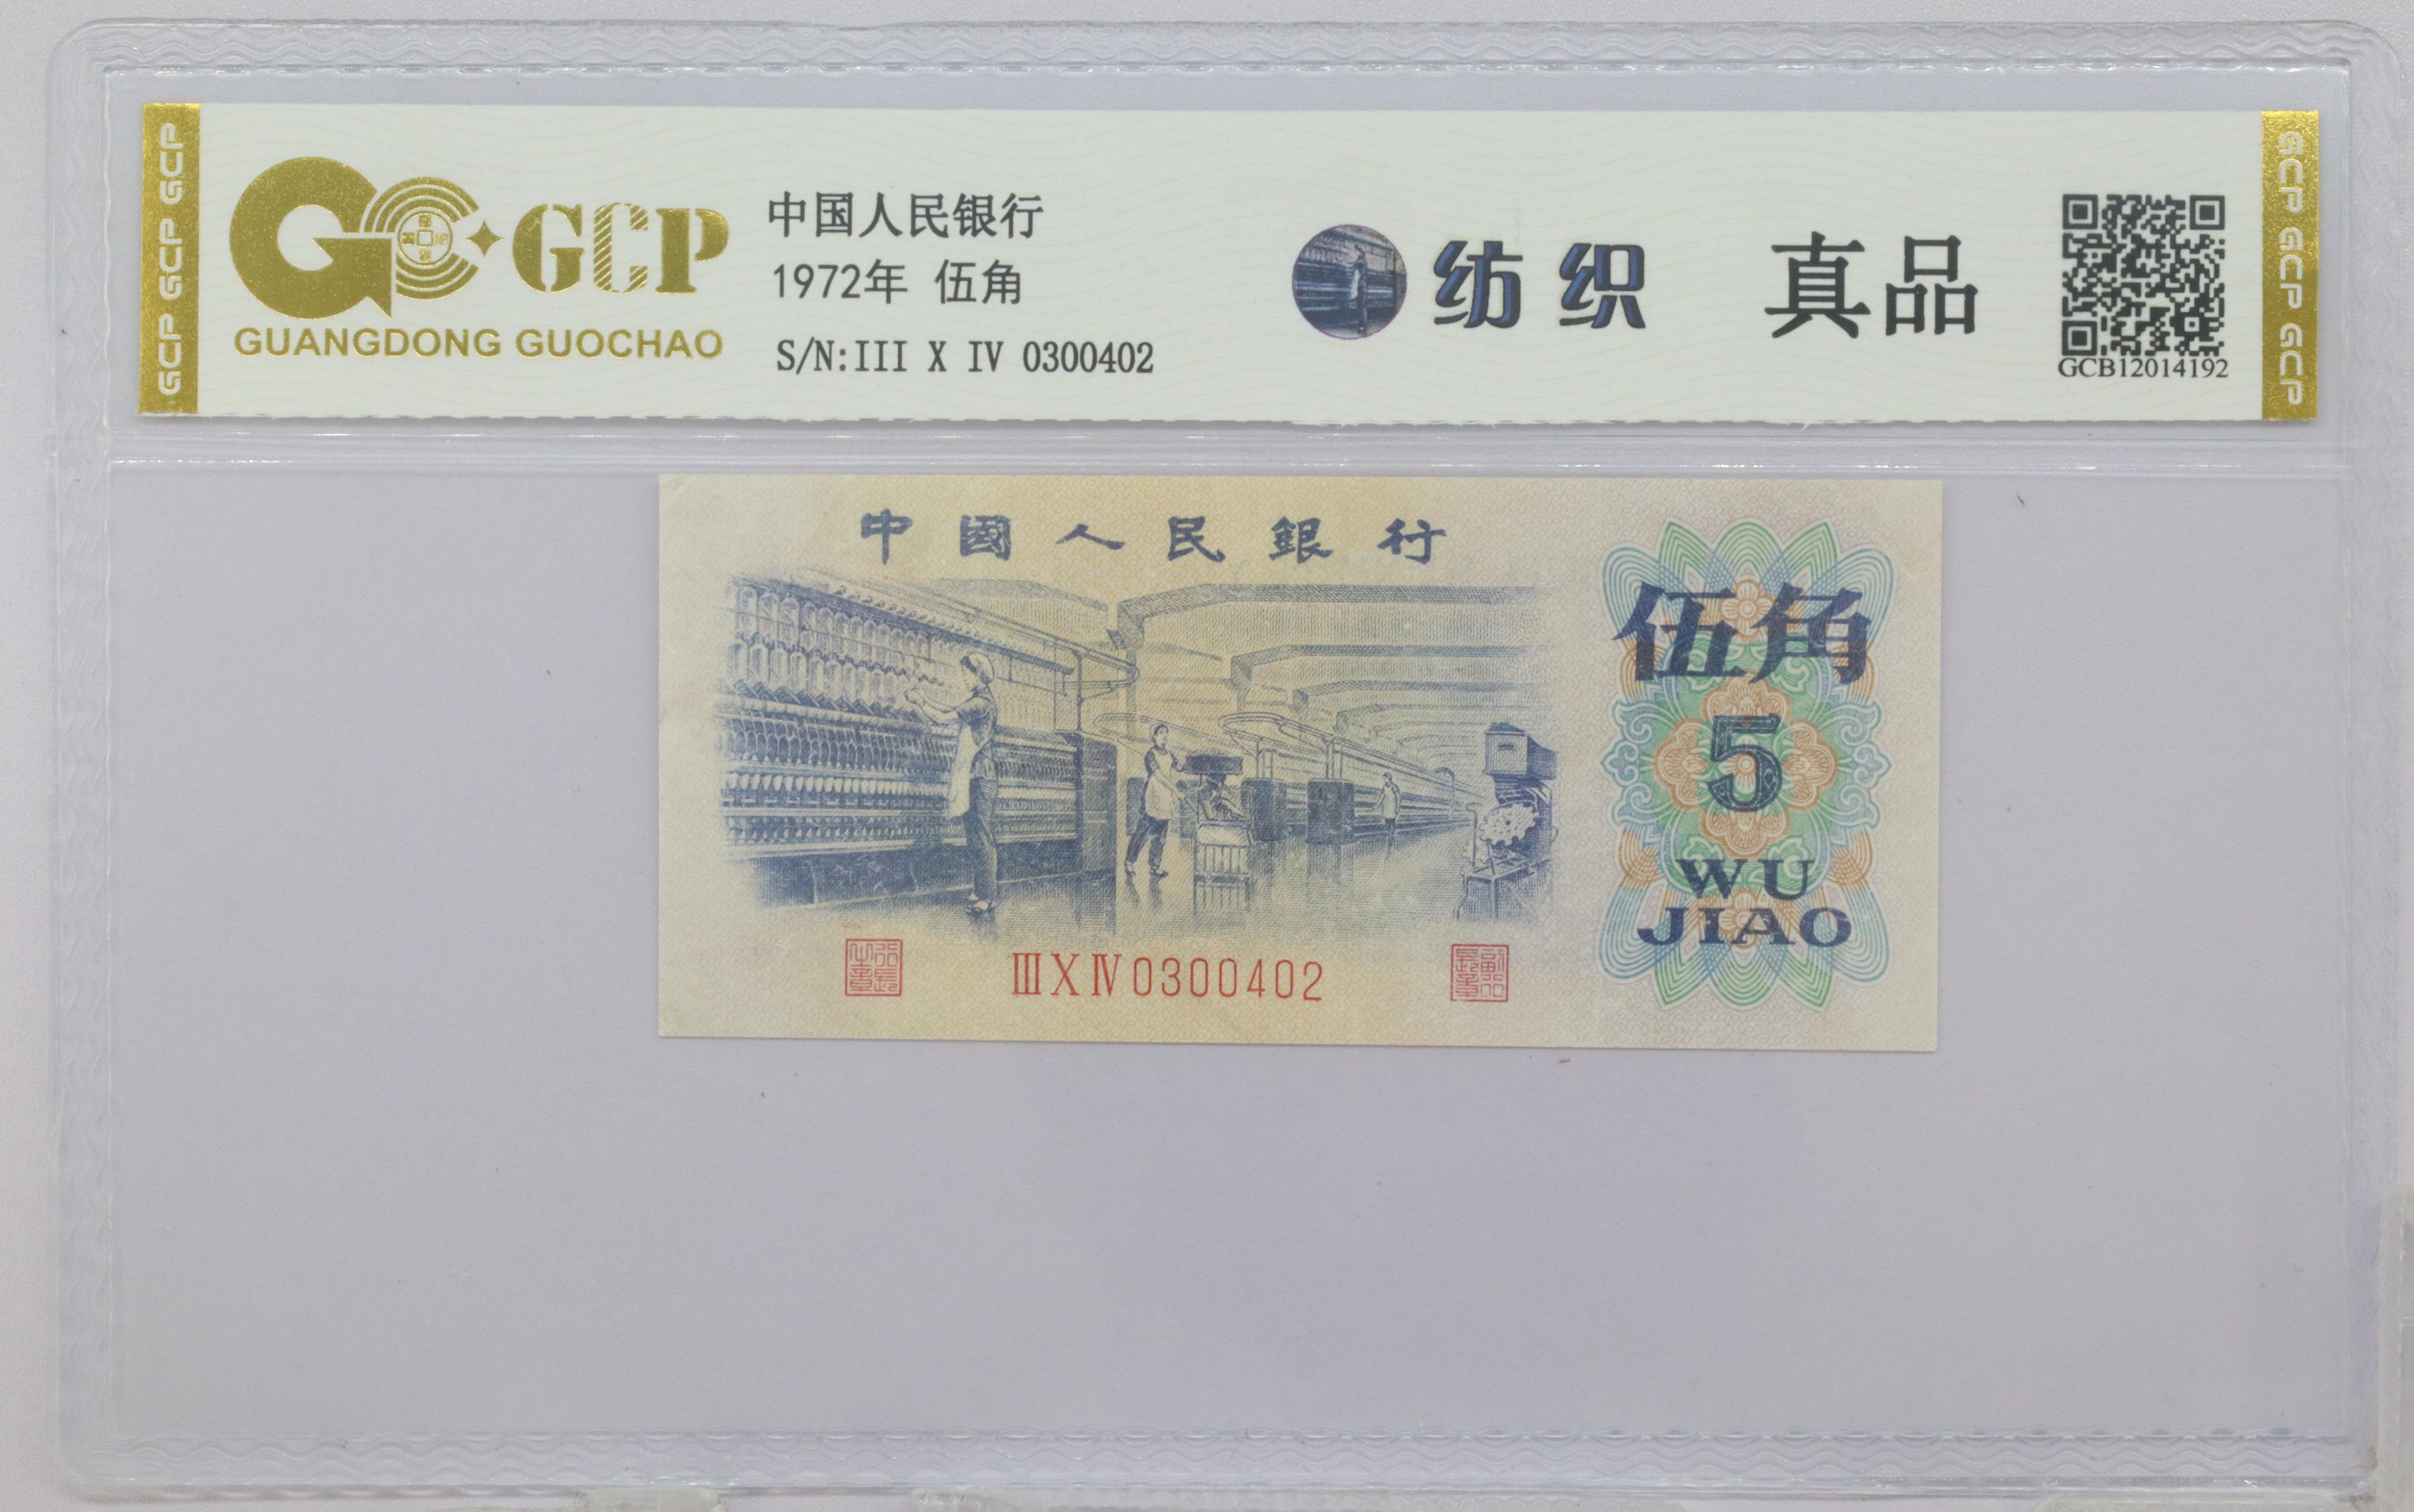 GCP GCP GCP
GCP
GUANGDONG GUOCHAO
中国人民银行
1972年 伍角
S/N:III X IV 0300402
纺织
真品
GCB12014192
GCP GCP GCP
中國人民銀行
伍角
5
WU
JIAO
ⅢⅩⅣ0300402